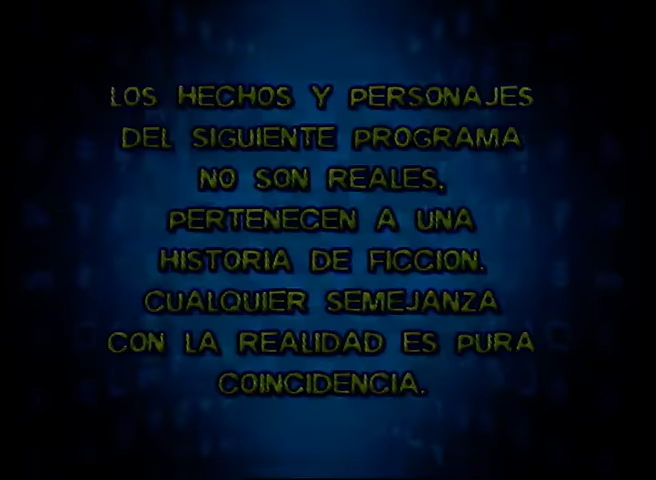 LOS HECHOS Y PERSONAJES
DEL SIGUIENTE PROGRAMA
NO SON REALES,
PERTENECEN A UNA
HISTORIA DE FICCION.
CUALQUIER SEMEJANZA
CON LA REALIDAD ES PURA
COINCIDENCIA.